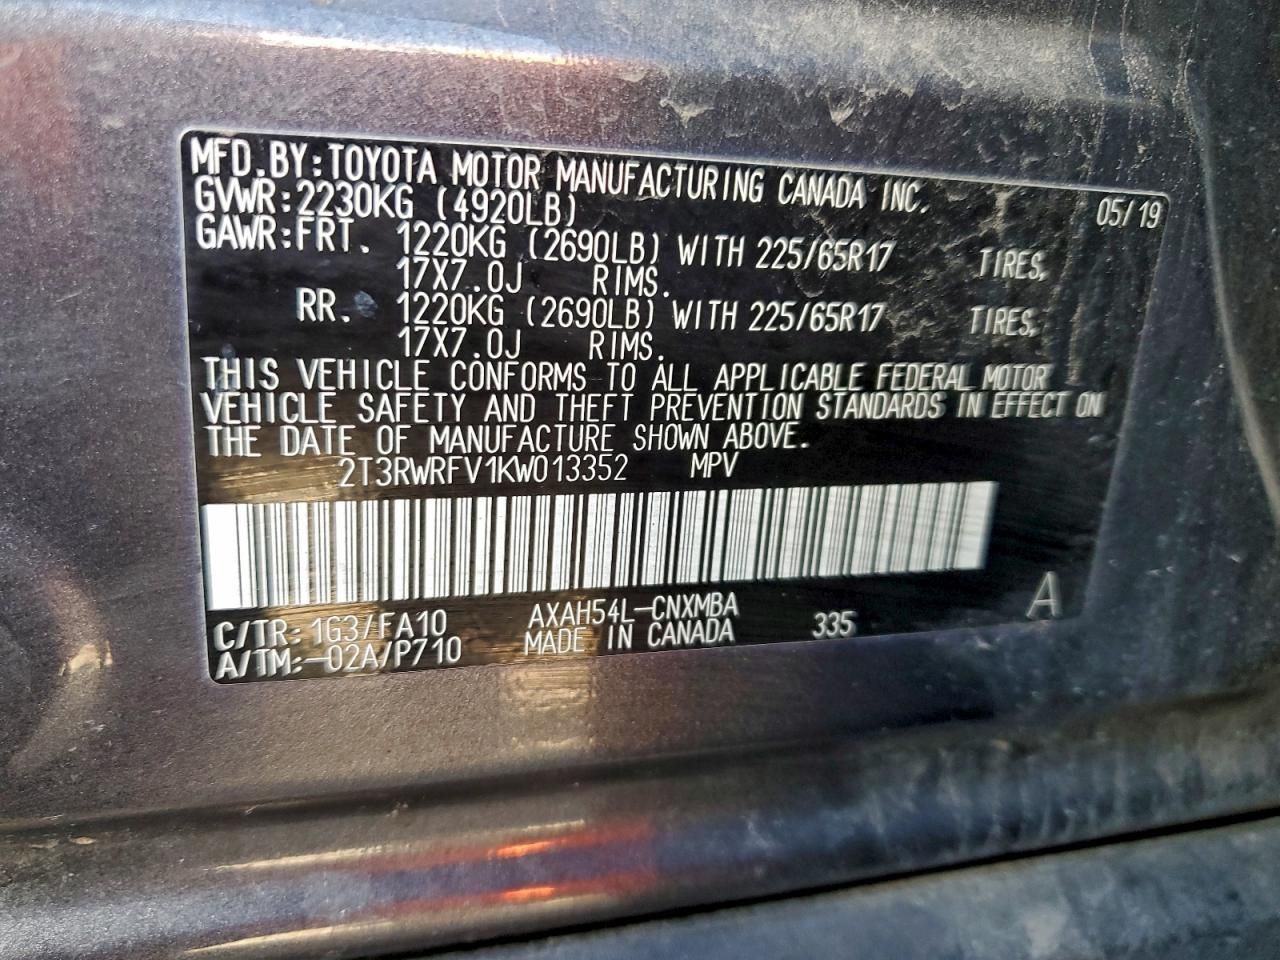 MFD.BY:TOYOTA MOTOR MANUFACTURING CANADA INC. 05/19
GVWR:2230KG (4920LB)
GAWR:FRT. 1220KG (2690LB) WITH 225/65R17 TIRES,
17X7.0J RIMS.
RR. 1220KG (2690LB) WITH 225/65R17 TIRES,
17X7.0J RIMS.
THIS VEHICLE CONFORMS TO ALL APPLICABLE FEDERAL MOTOR
VEHICLE SAFETY AND THEFT PREVENTION STANDARDS IN EFFECT ON
THE DATE OF MANUFACTURE SHOWN ABOVE.
2T3RWRFV1KW013352 MPV
A
C/TR: 1G3/FA10 AXAH54L-CNXMBA 335
A/TM:-02A/P710 MADE IN CANADA